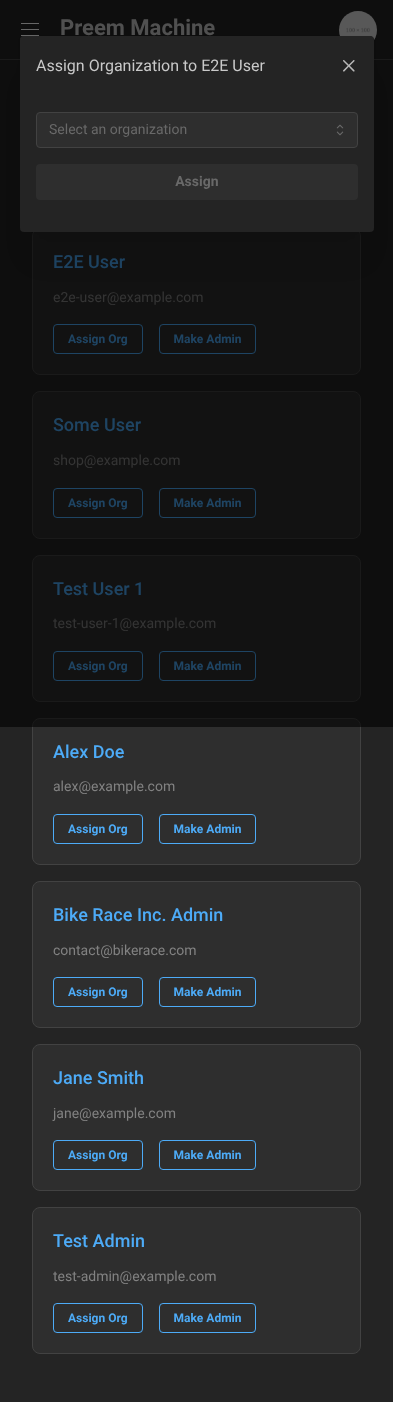 Preem Machine
Assign Organization to E2E User
Select an organization
Assign
E2E User
e2e-user@example.com
Assign Org
Make Admin
Some User
shop@example.com
Assign Org
Make Admin
Test User 1
test-user-1@example.com
Assign Org
Make Admin
Alex Doe
alex@example.com
Assign Org
Make Admin
Bike Race Inc. Admin
contact@bikerace.com
Assign Org
Make Admin
Jane Smith
jane@example.com
Assign Org
Make Admin
Test Admin
test-admin@example.com
Assign Org
Make Admin